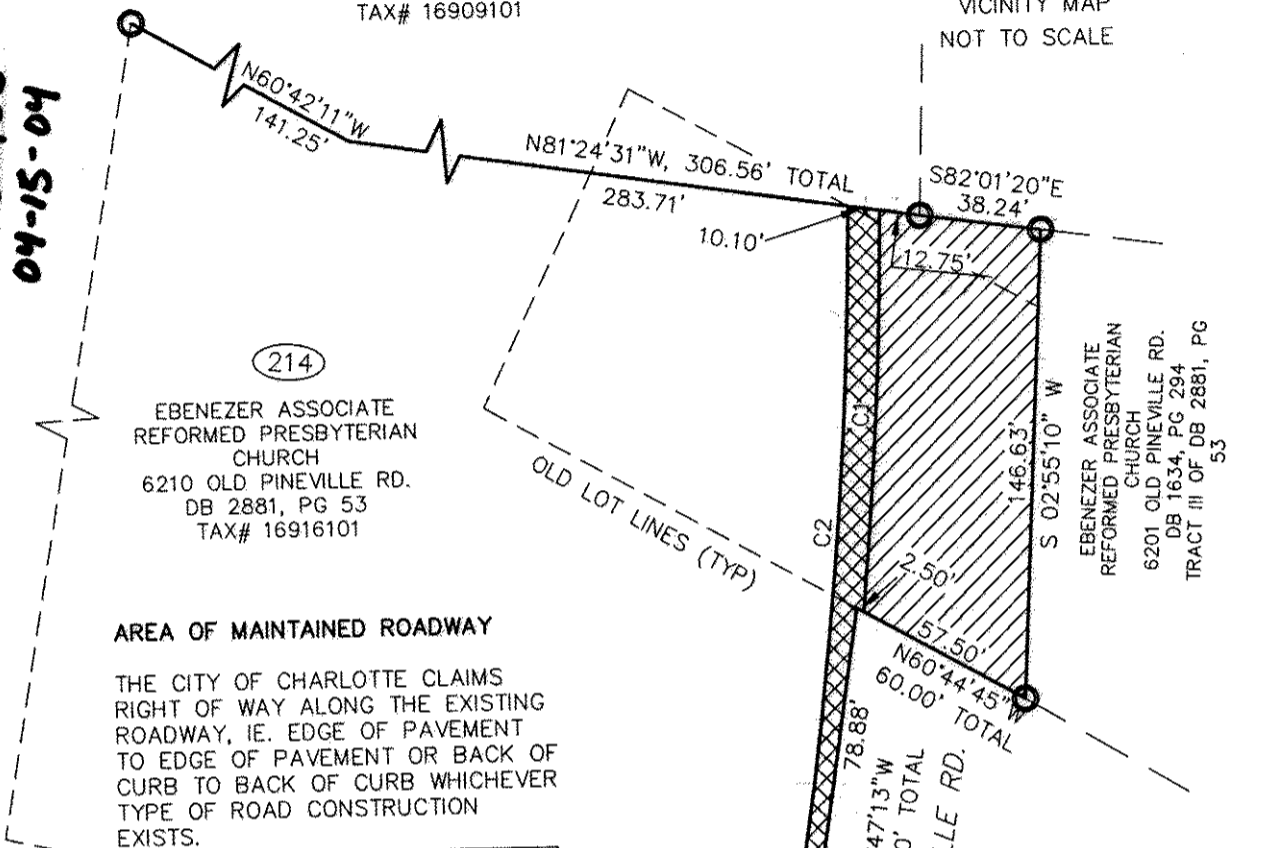 TAX# 16909101
VICINITY MAP
NOT TO SCALE
04-15-04
N60°42'11"W
141.25'
N81°24'31"W, 306.56' TOTAL
283.71'
S82°01'20"E
38.24'
10.10'
12.75'
214
EBENEZER ASSOCIATE
REFORMED PRESBYTERIAN
CHURCH
6210 OLD PINEVILLE RD.
DB 2881, PG 53
TAX# 16916101
OLD LOT LINES (TYP)
C1
C2
146.63'
S 02°55'10" W
EBENEZER ASSOCIATE
REFORMED PRESBYTERIAN
CHURCH
6201 OLD PINEVILLE RD.
DB 1634, PG 294
TRACT III OF DB 2881, PG
53
2.50'
57.50'
N60°44'45"W
60.00' TOTAL
AREA OF MAINTAINED ROADWAY
THE CITY OF CHARLOTTE CLAIMS
RIGHT OF WAY ALONG THE EXISTING
ROADWAY, IE. EDGE OF PAVEMENT
TO EDGE OF PAVEMENT OR BACK OF
CURB TO BACK OF CURB WHICHEVER
TYPE OF ROAD CONSTRUCTION
EXISTS.
78.88'
47'13"W
0' TOTAL
LLE RD.